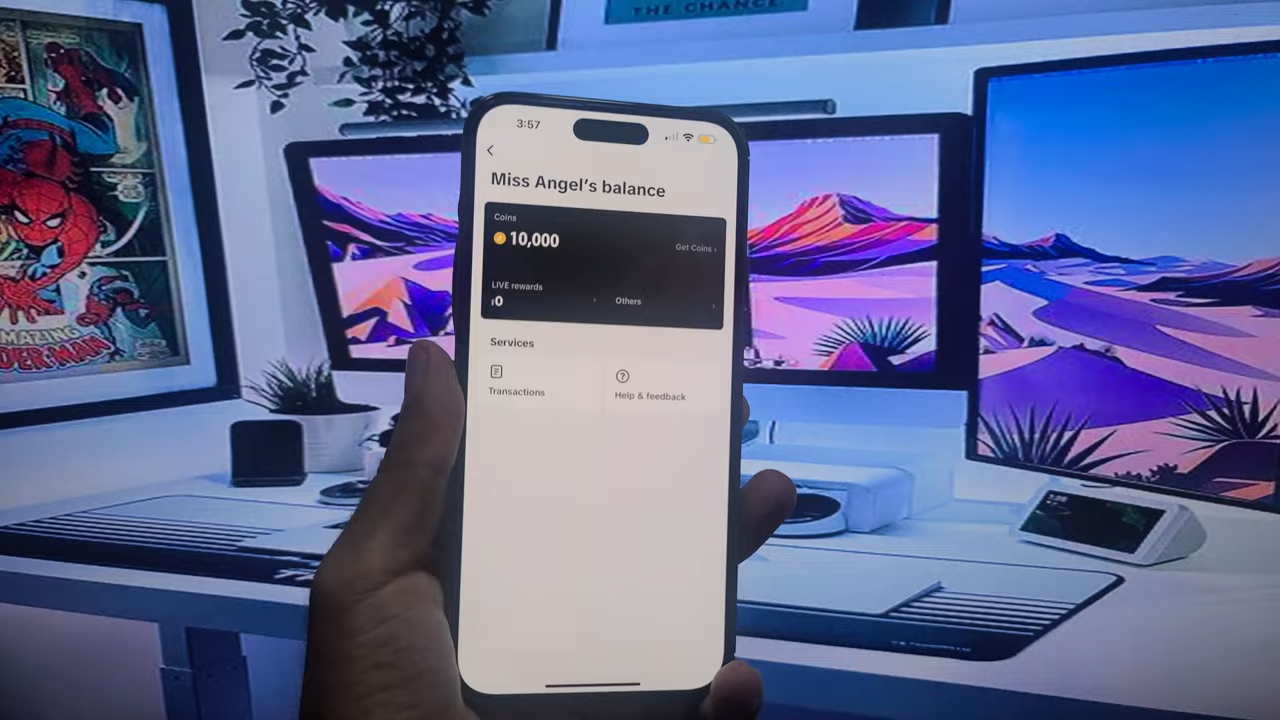 THE CHANCE
3:57
Miss Angel's balance
Coins
10,000
Get Coins
LIVE rewards
Others
0
Services
Transactions
Help & feedback
AMAZING
SPIDER-MAN